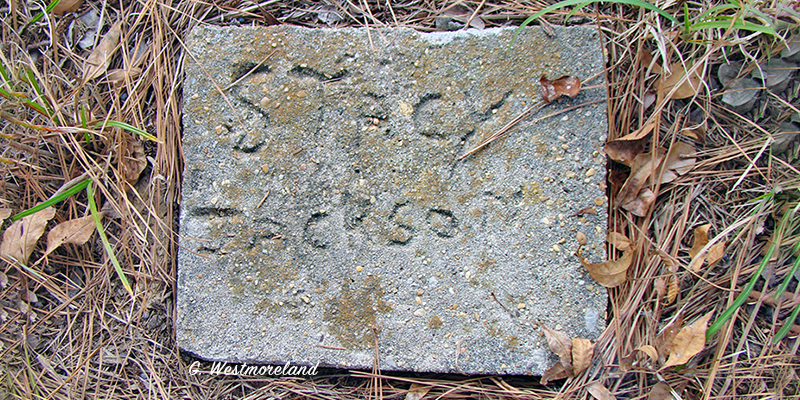 STACY
JACKSON
G. Westmoreland